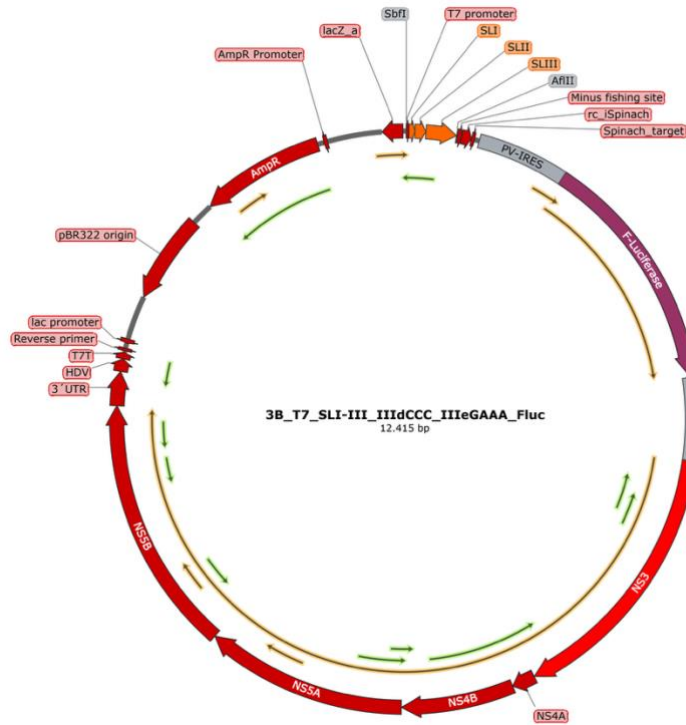 SbfI
T7 promoter
lacZ_a
SLI
AmpR Promoter
SLII
SLIII
AflII
Minus fishing site
rc_iSpinach
Spinach_target
PV-IRES
AmpR
F-Luciferase
pBR322 origin
lac promoter
Reverse primer
T7T
HDV
3´UTR
3B_T7_SLI-III_IIIdCCC_IIIeGAAA_Fluc
12.415 bp
NS5B
NS3
NS5A
NS4B
NS4A